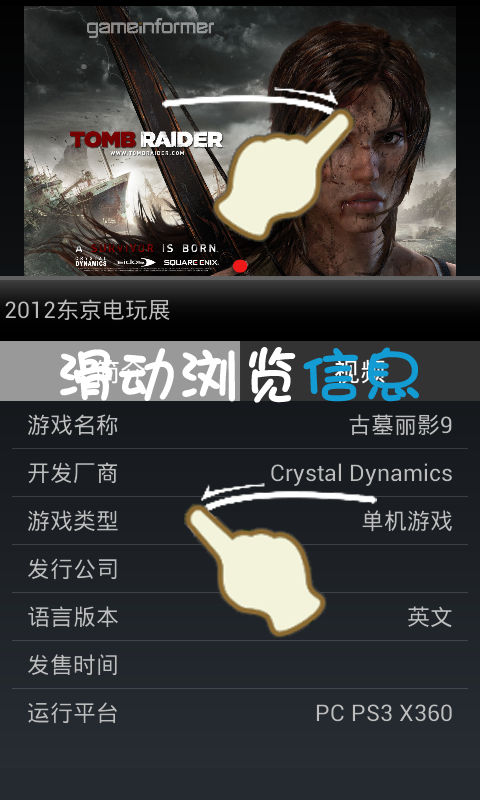 gameinformer
TOMB RAIDER
WWW.TOMBRAIDER.COM
A SURVIVOR IS BORN
CRYSTAL DYNAMICS eidos SQUARE ENIX.
2012东京电玩展
简介 视频
滑动浏览信息
游戏名称 古墓丽影9
开发厂商 Crystal Dynamics
游戏类型 单机游戏
发行公司
语言版本 英文
发售时间
运行平台 PC PS3 X360